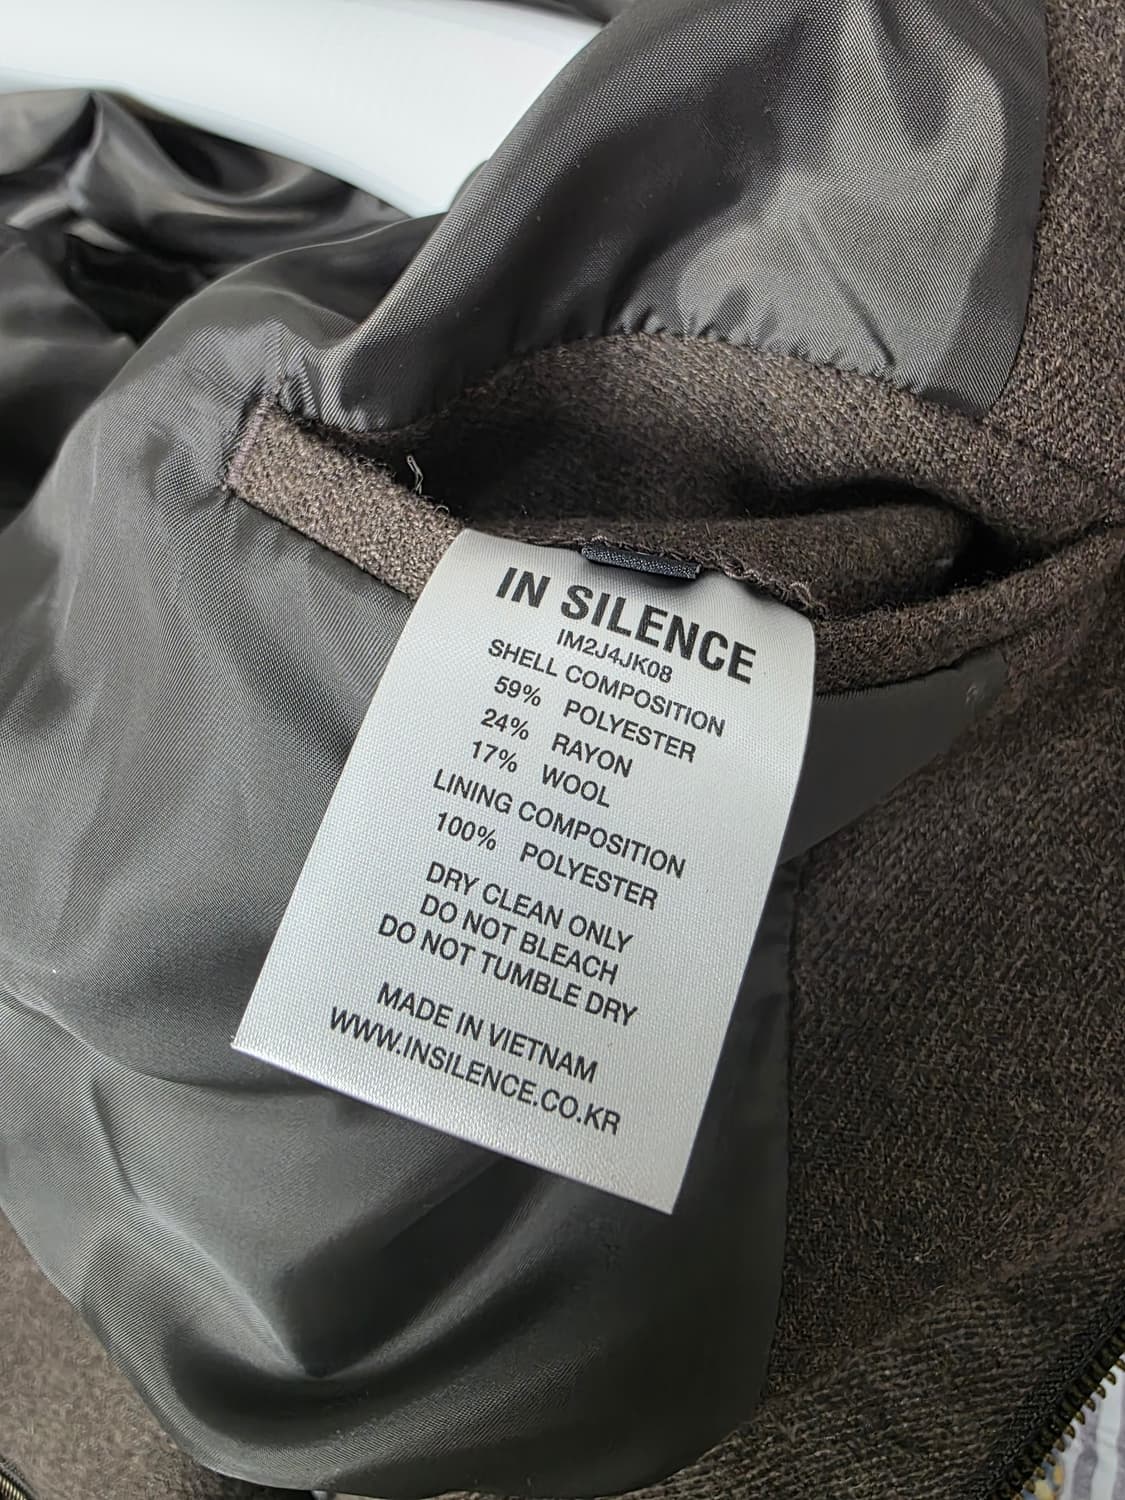 IN SILENCE
IM2J4JK08
SHELL COMPOSITION
59% POLYESTER
24% RAYON
17% WOOL
LINING COMPOSITION
100% POLYESTER
DRY CLEAN ONLY
DO NOT BLEACH
DO NOT TUMBLE DRY
MADE IN VIETNAM
WWW.INSILENCE.CO.KR